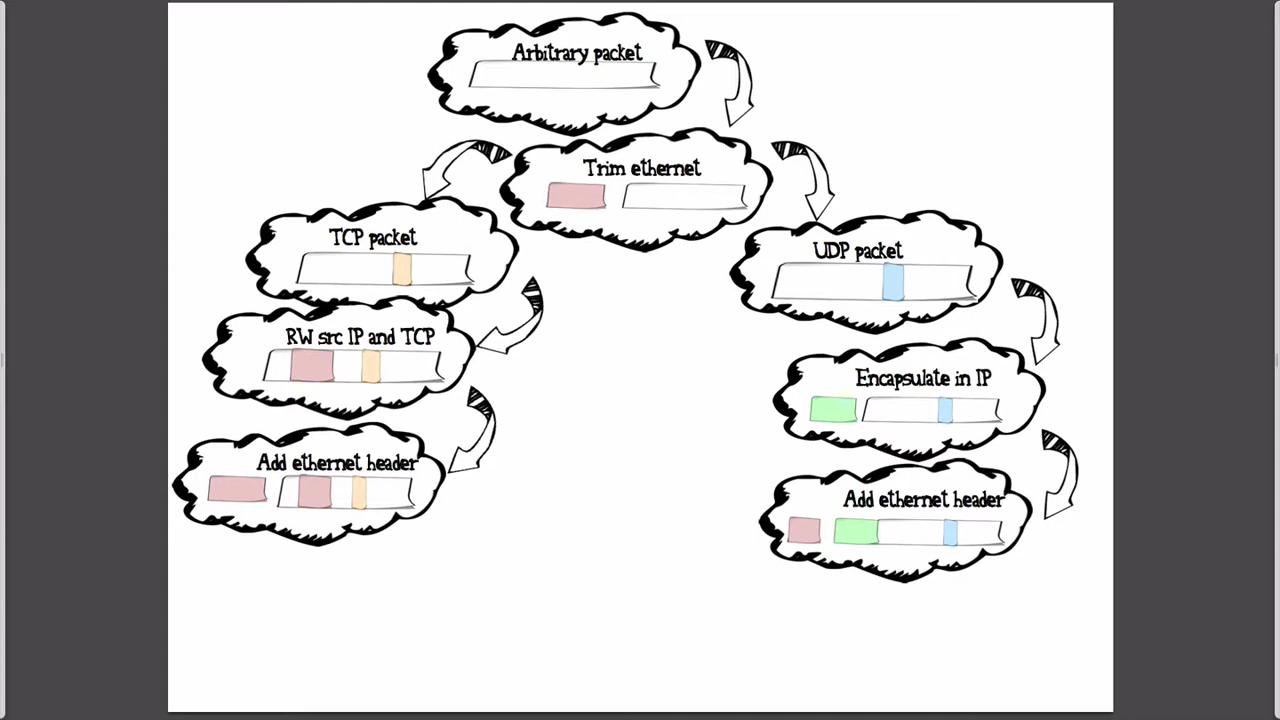 Arbitrary packet
Trim ethernet
TCP packet
UDP packet
RW src IP and TCP
Encapsulate in IP
Add ethernet header
Add ethernet header